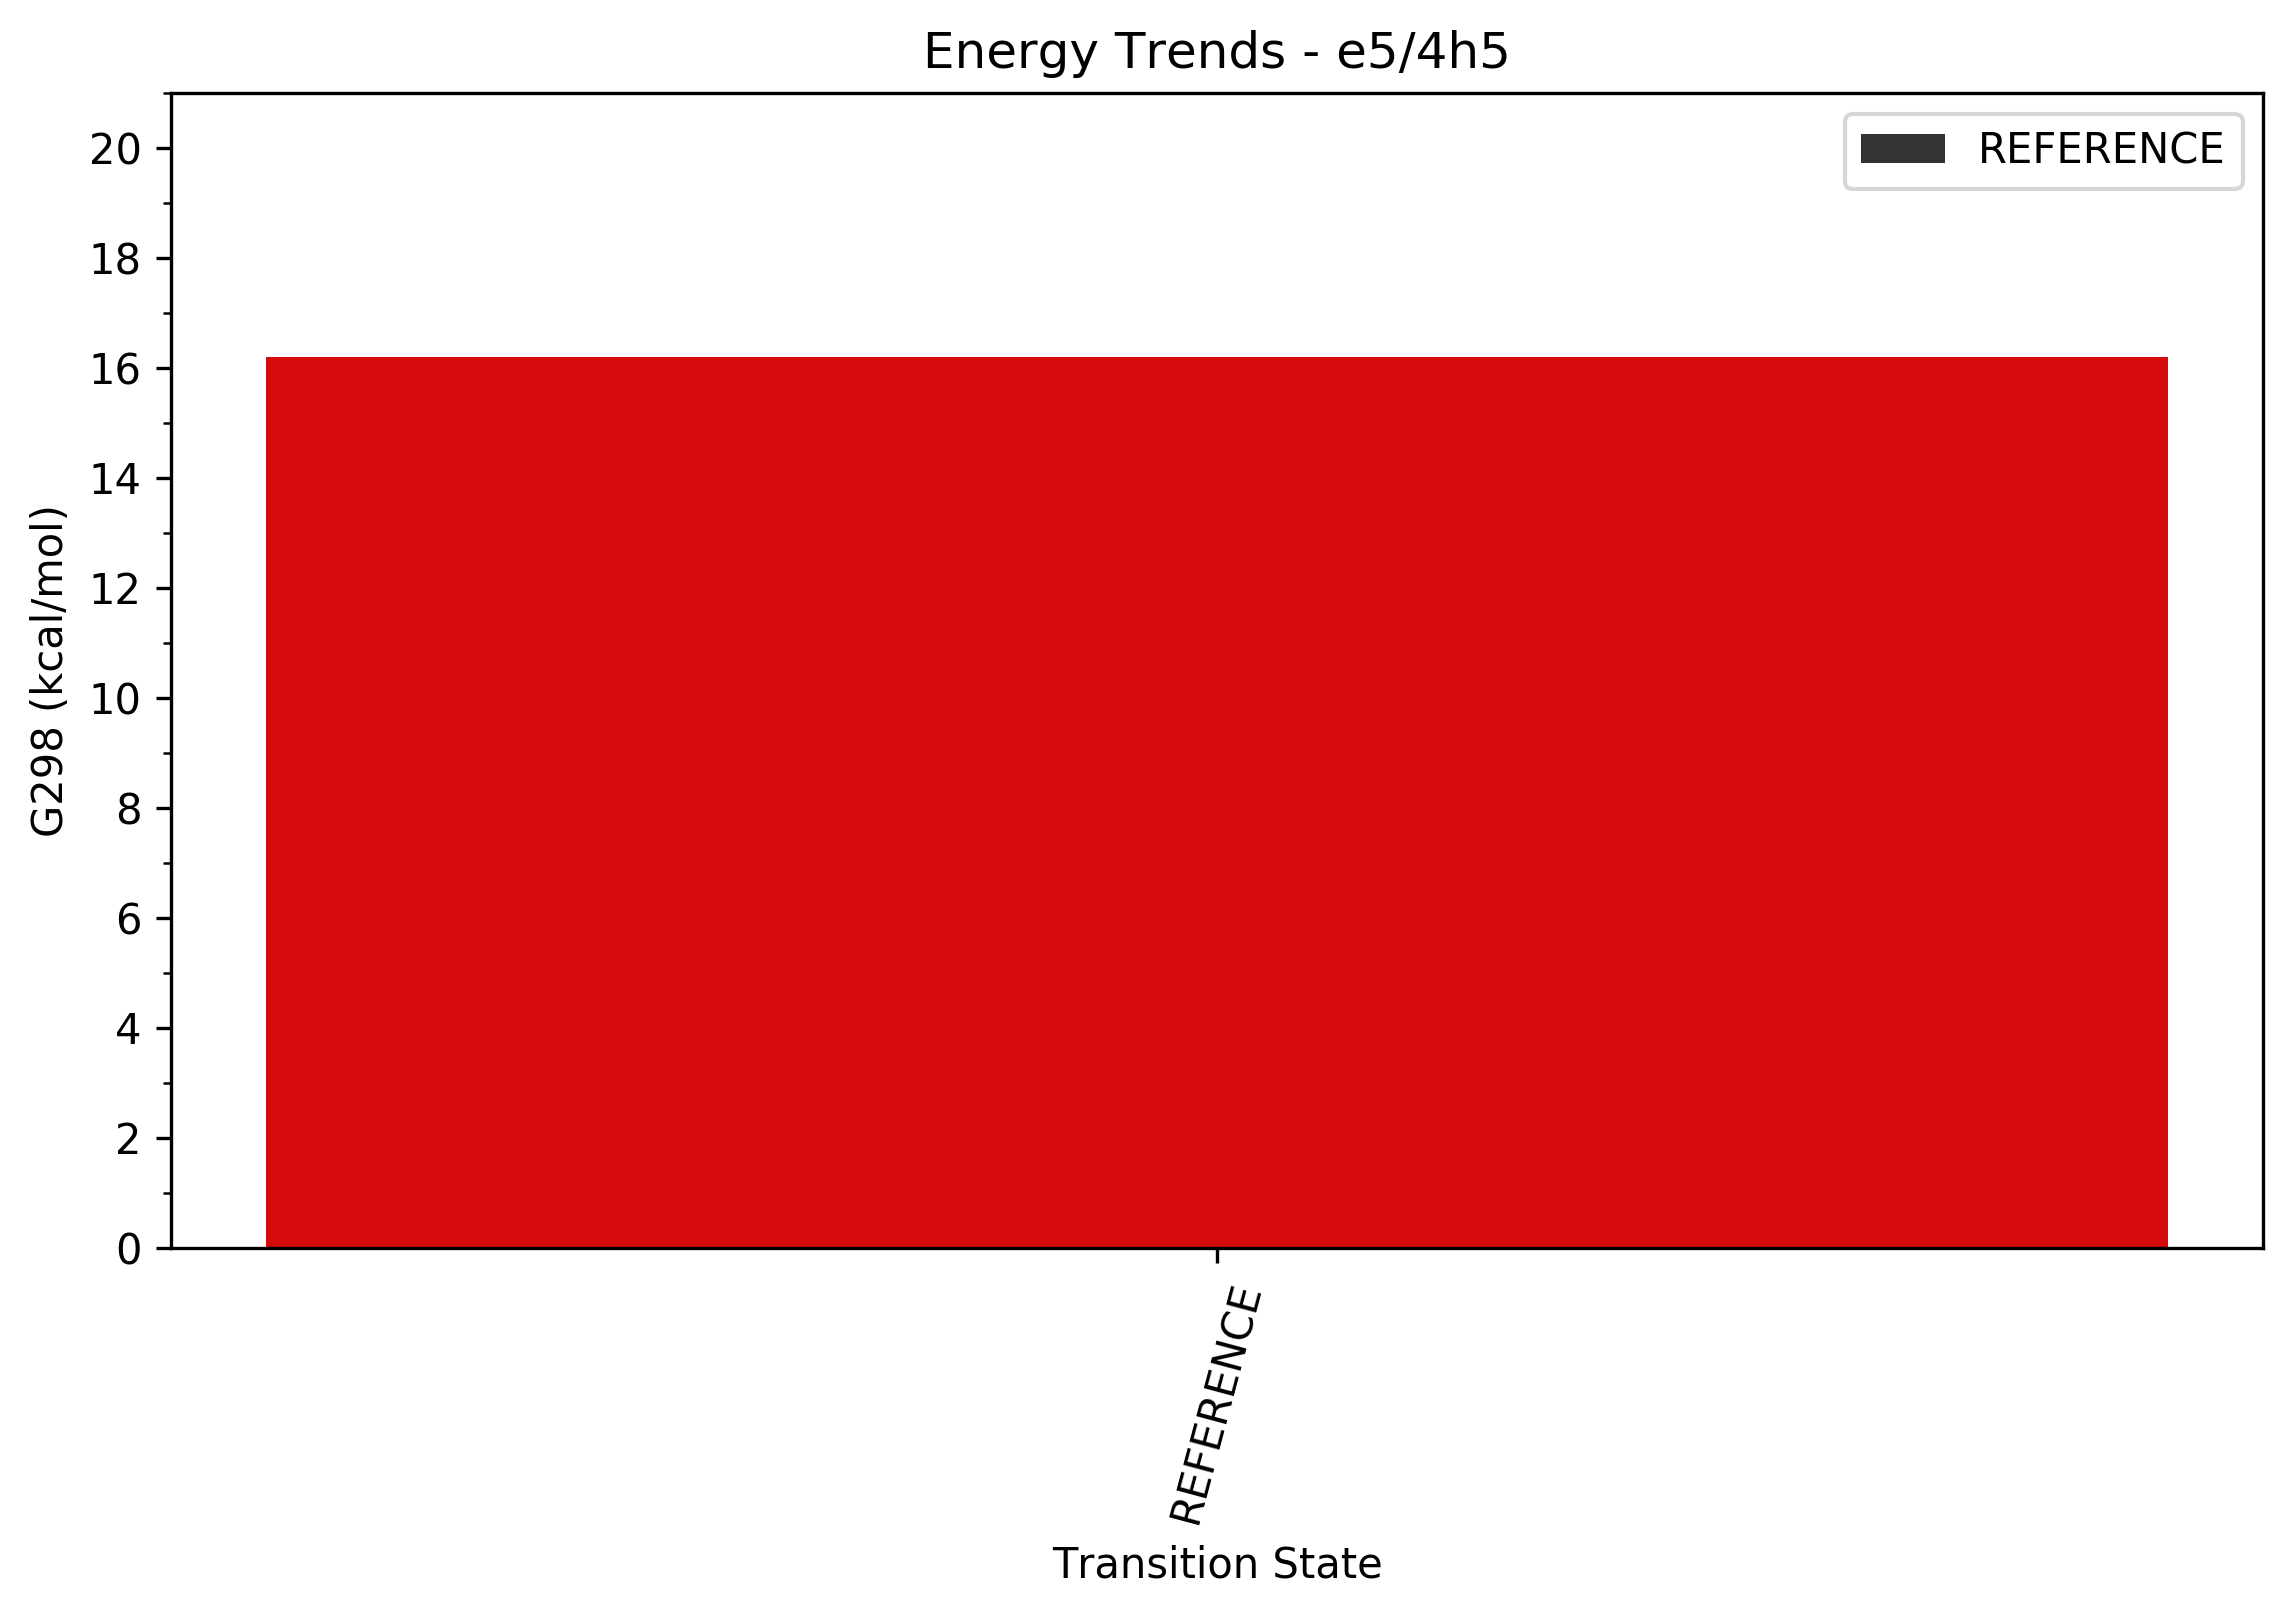 Energy Trends - e5/4h5
REFERENCE
G298 (kcal/mol)
20
18
16
14
12
10
8
6
4
2
0
REFERENCE
Transition State